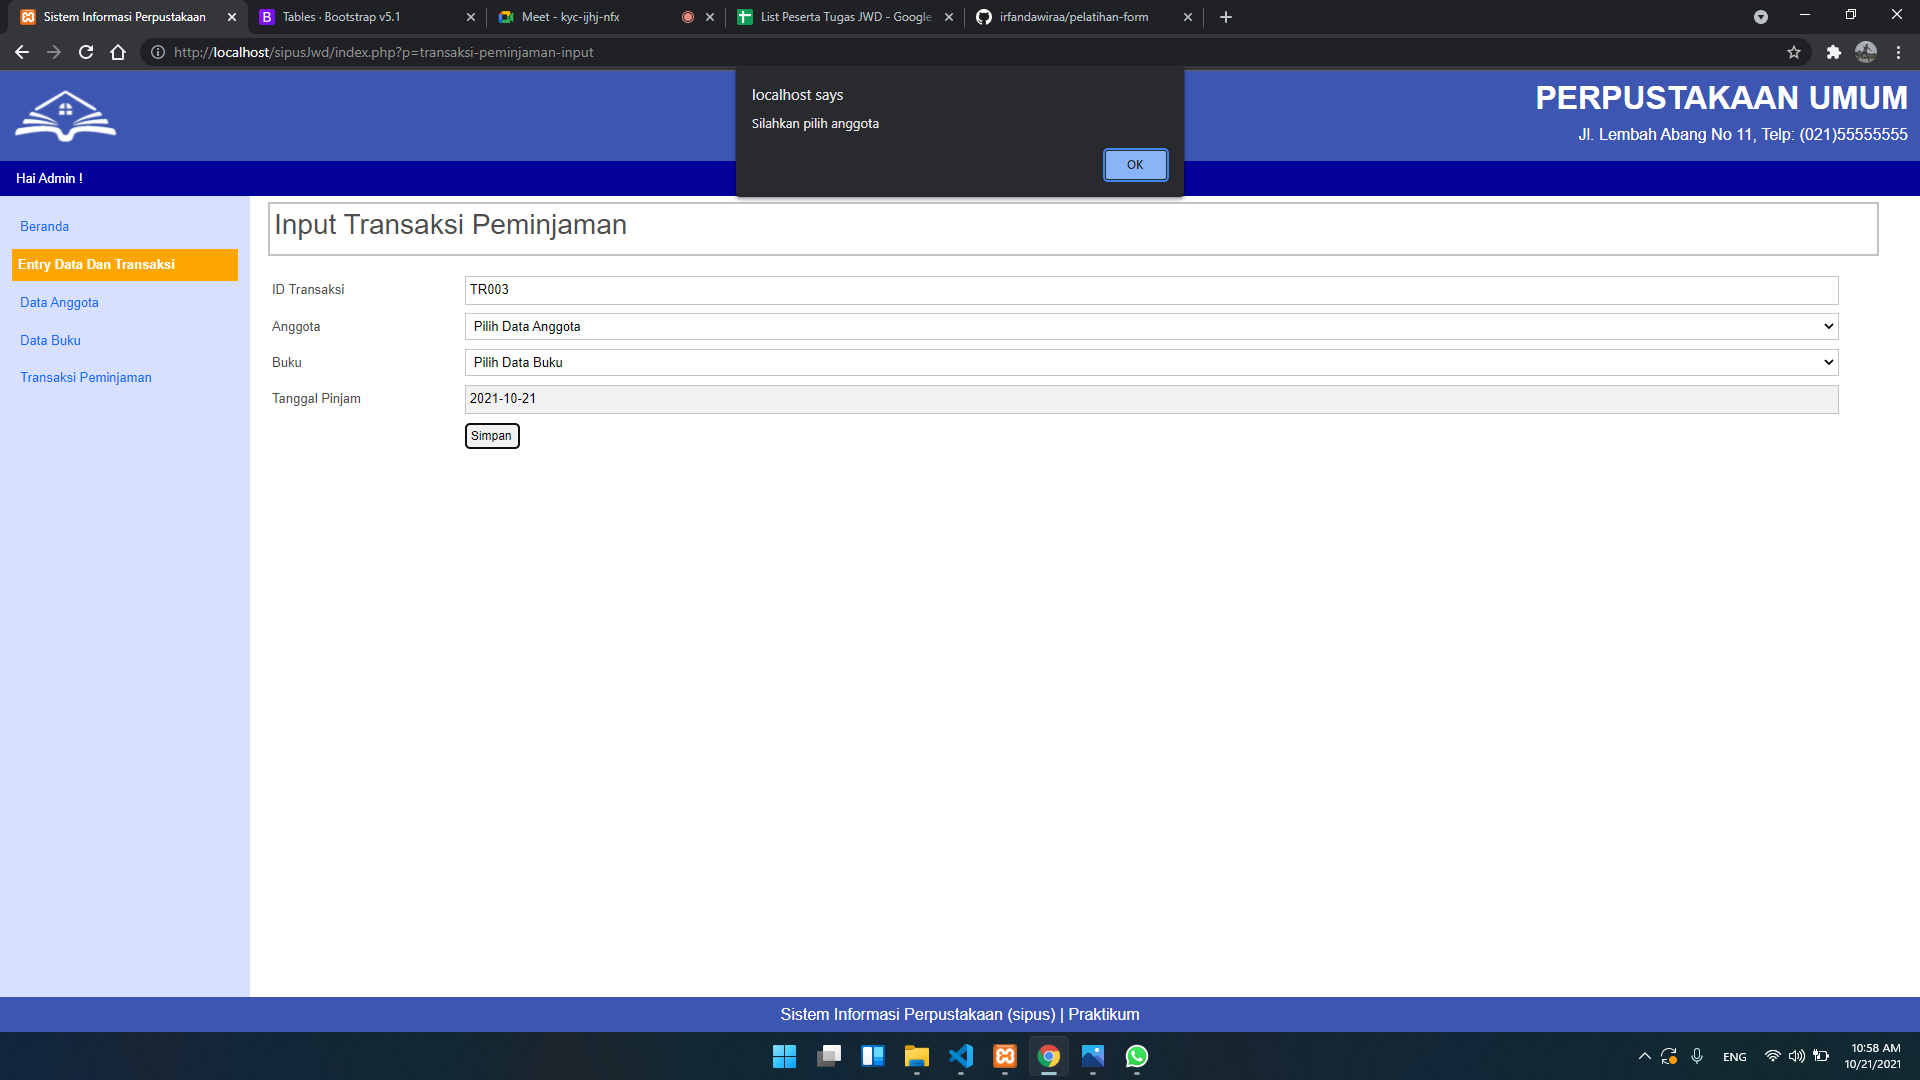 Sistem Informasi Perpustakaan
Tables · Bootstrap v5.1
Meet - kyc-ijhj-nfx
List Peserta Tugas JWD - Google
irfandawiraa/pelatihan-form
http://localhost/sipusJwd/index.php?p=transaksi-peminjaman-input
localhost says
Silahkan pilih anggota
OK
PERPUSTAKAAN UMUM
Jl. Lembah Abang No 11, Telp: (021)55555555
Hai Admin !
Beranda
Entry Data Dan Transaksi
Data Anggota
Data Buku
Transaksi Peminjaman
Input Transaksi Peminjaman
ID Transaksi
TR003
Anggota
Pilih Data Anggota
Buku
Pilih Data Buku
Tanggal Pinjam
2021-10-21
Simpan
Sistem Informasi Perpustakaan (sipus) | Praktikum
ENG
10:58 AM
10/21/2021